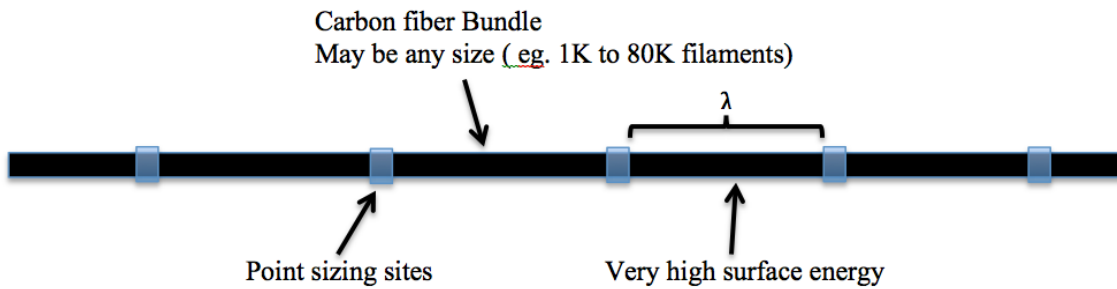 Carbon fiber Bundle
May be any size ( eg. 1K to 80K filaments)
λ
Point sizing sites
Very high surface energy